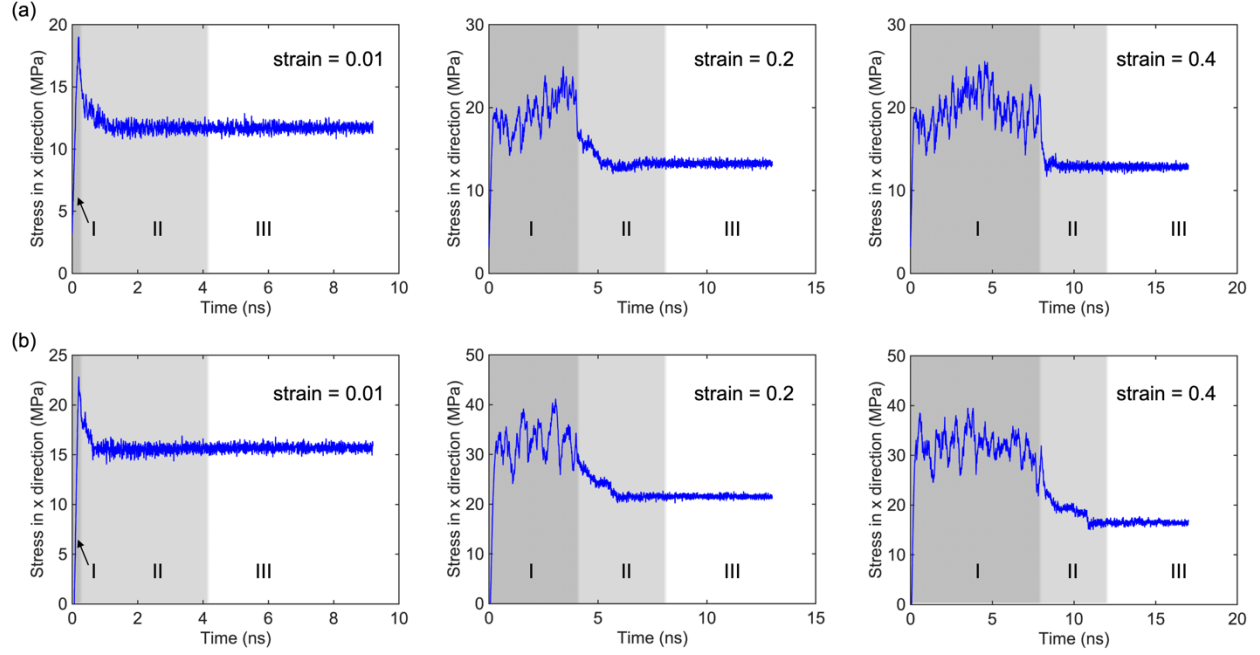 (a)
20
15
10
5
0
Stress in x direction (MPa)
strain = 0.01
I
II
III
0 2 4 6 8 10
Time (ns)
30
20
10
0
Stress in x direction (MPa)
strain = 0.2
I
II
III
0 5 10 15
Time (ns)
30
20
10
0
Stress in x direction (MPa)
strain = 0.4
I
II
III
0 5 10 15 20
Time (ns)
(b)
25
20
15
10
5
0
Stress in x direction (MPa)
strain = 0.01
I
II
III
0 2 4 6 8 10
Time (ns)
50
40
30
20
10
0
Stress in x direction (MPa)
strain = 0.2
I
II
III
0 5 10 15
Time (ns)
50
40
30
20
10
0
Stress in x direction (MPa)
strain = 0.4
I
II
III
0 5 10 15 20
Time (ns)